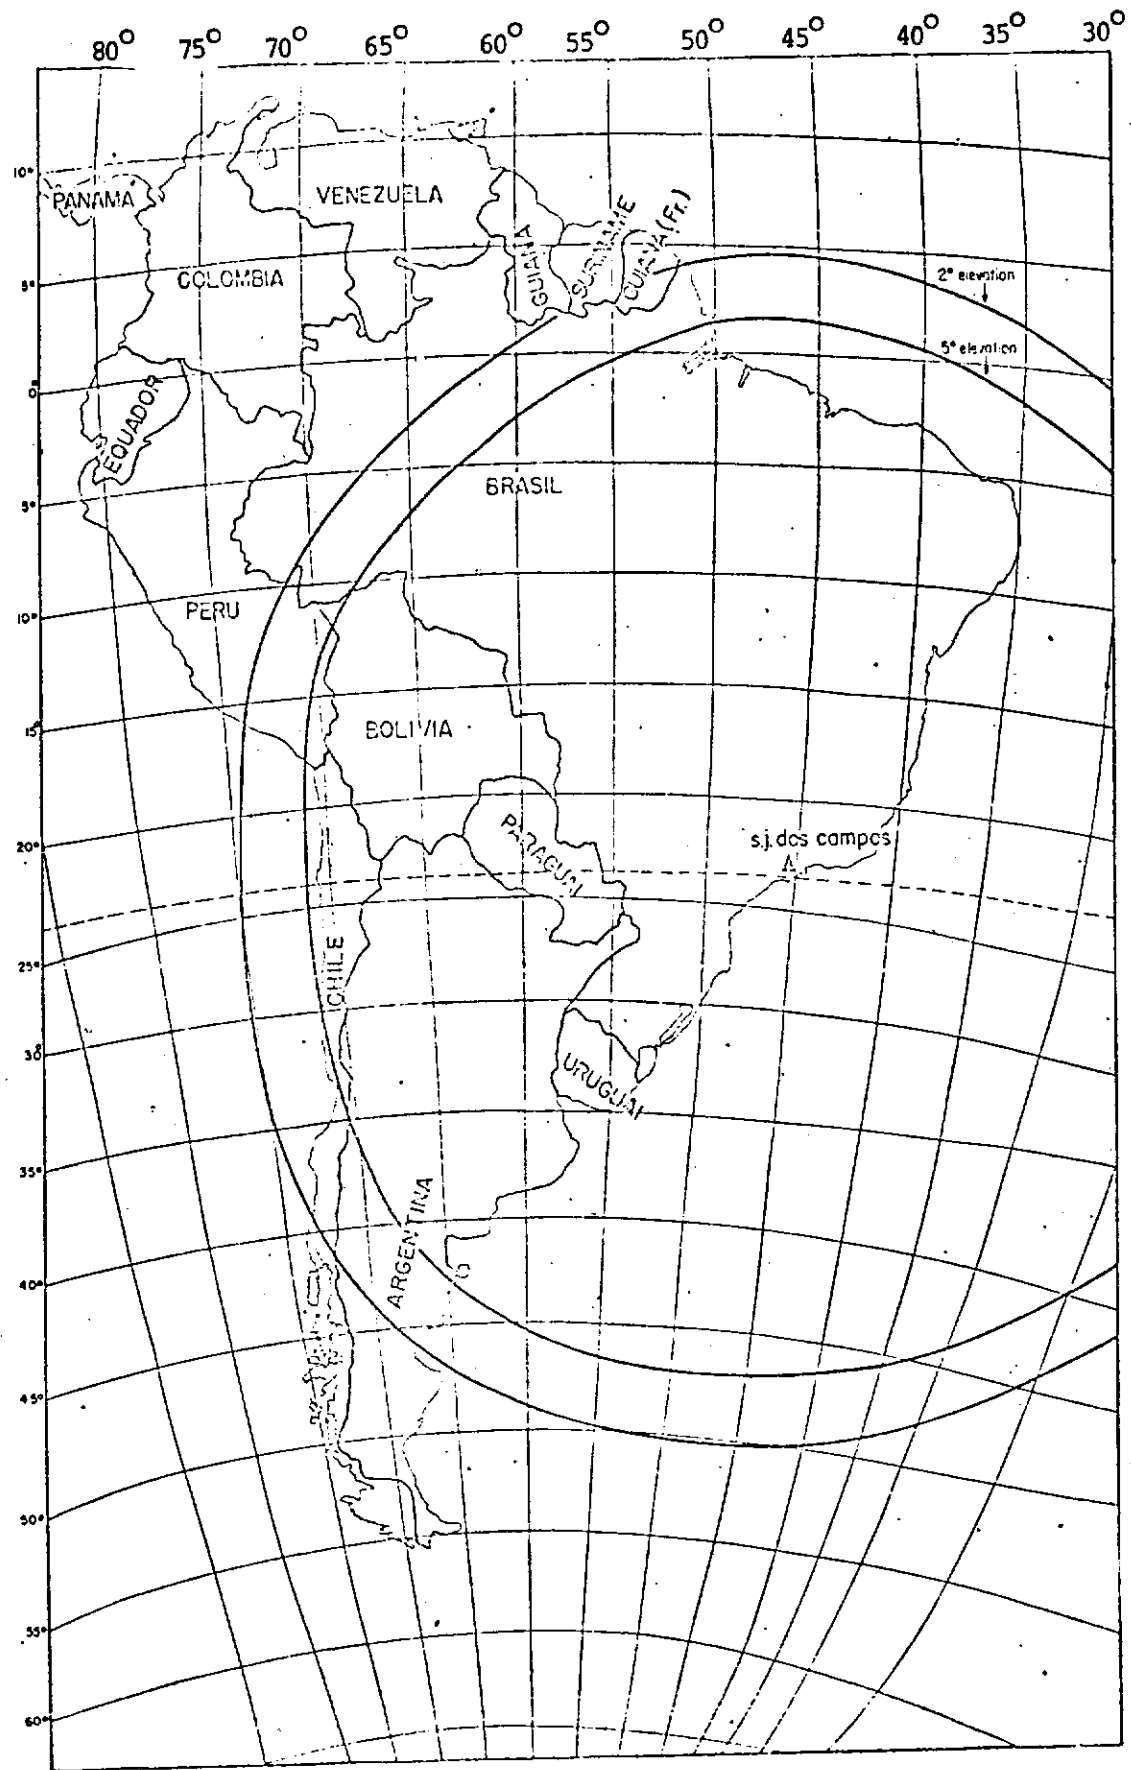 80° 75° 70° 65° 60° 55° 50° 45° 40° 35° 30°
10°
PANAMA
VENEZUELA
GUIANA
SURINAME
GUIANA (Fr.)
COLOMBIA
5°
2° elevation
5° elevation
0°
EQUADOR
BRASIL
5°
PERU
10°
BOLIVIA
15°
s.j. dos campos
20°
PARAGUAI
CHILE
25°
30°
URUGUAI
35°
ARGENTINA
40°
45°
50°
55°
60°